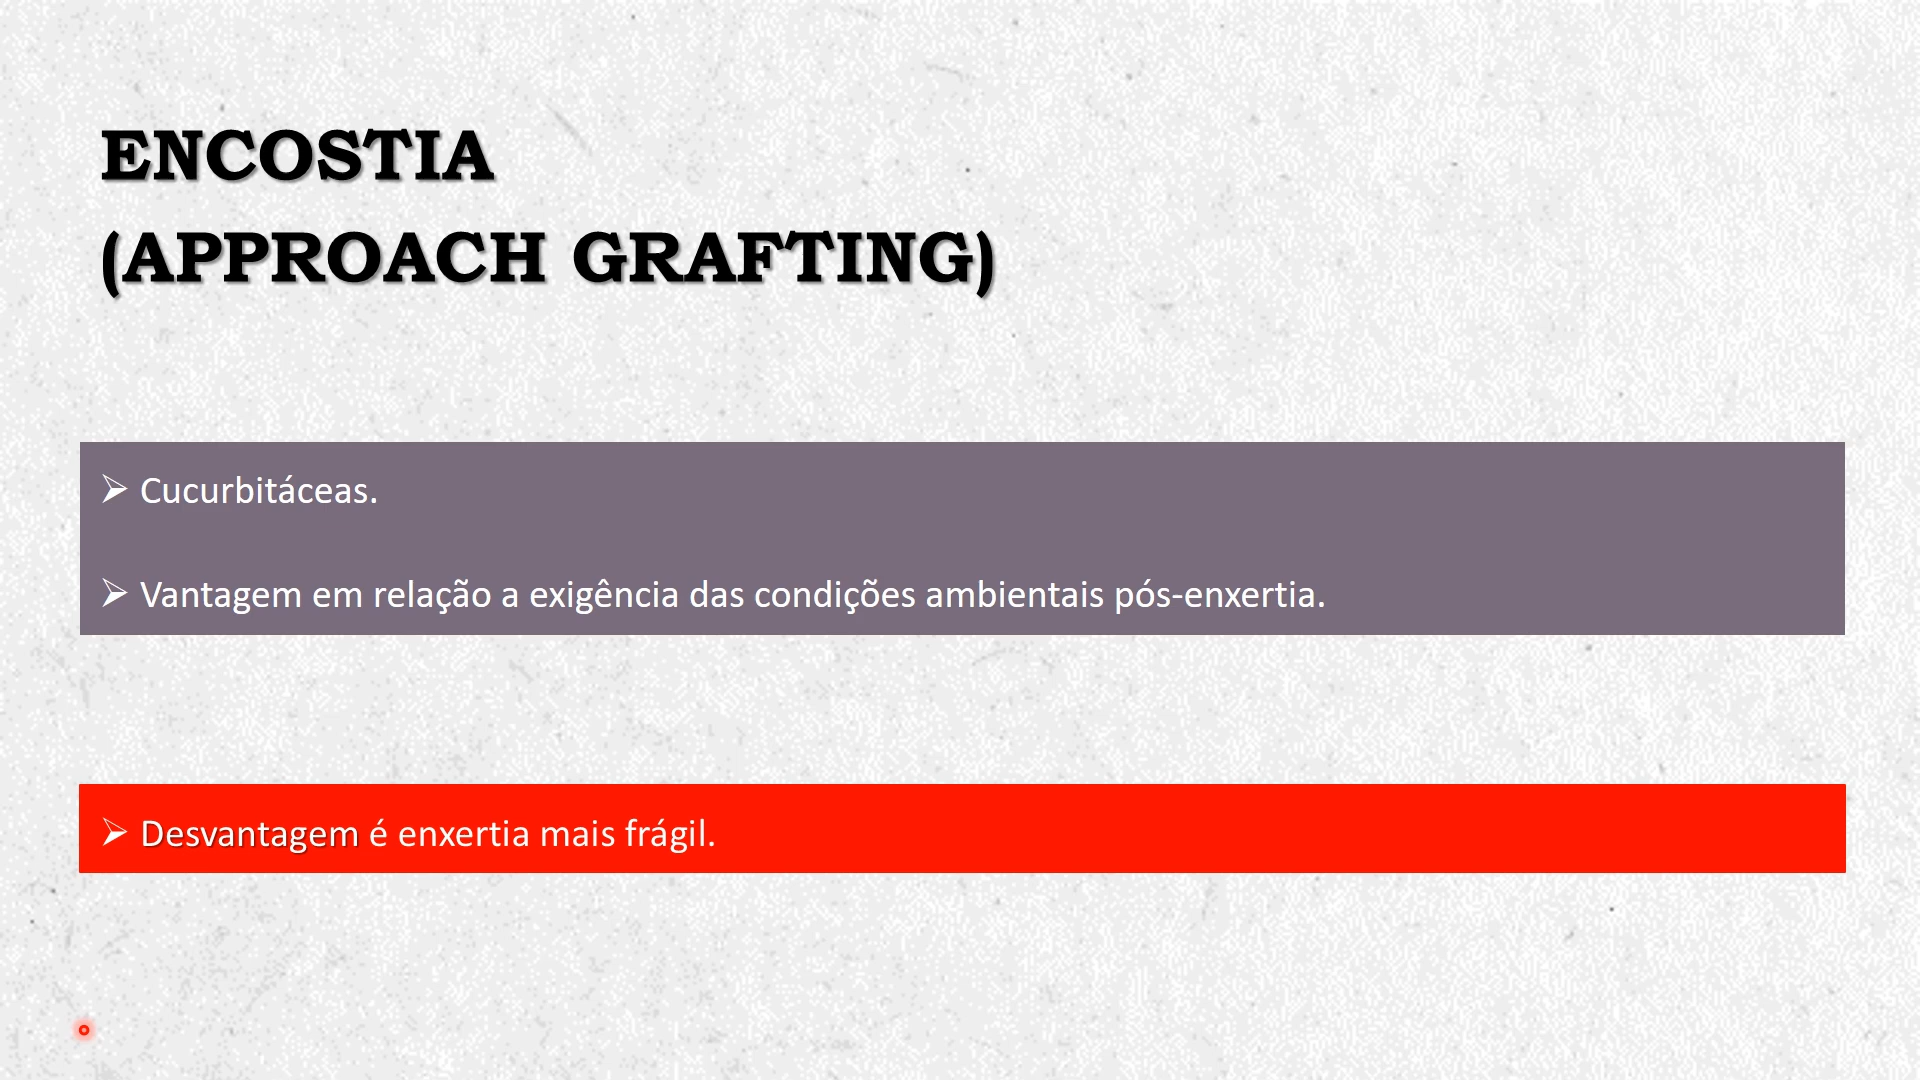 ENCOSTIA
(APPROACH GRAFTING)
➢ Cucurbitáceas.
➢ Vantagem em relação a exigência das condições ambientais pós-enxertia.
➢ Desvantagem é enxertia mais frágil.